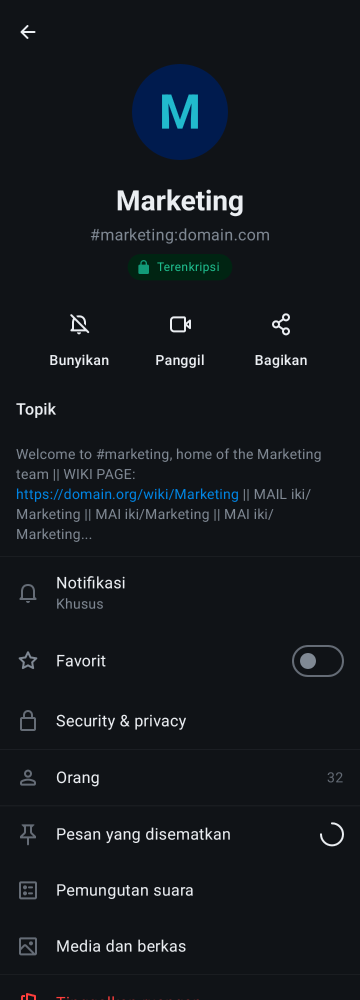 M
Marketing
#marketing:domain.com
Terenkripsi
Bunyikan
Panggil
Bagikan
Topik
Welcome to #marketing, home of the Marketing
team || WIKI PAGE:
https://domain.org/wiki/Marketing || MAIL iki/
Marketing || MAI iki/Marketing || MAI iki/
Marketing...
Notifikasi
Khusus
Favorit
Security & privacy
Orang 32
Pesan yang disematkan
Pemungutan suara
Media dan berkas